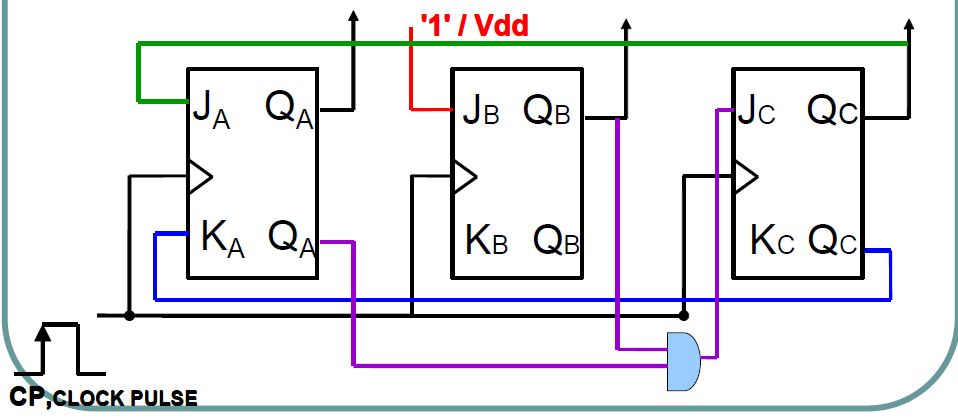 '1' / Vdd
JA QA JB QB JC QC
KA QA KB QB KC QC
CP,CLOCK PULSE